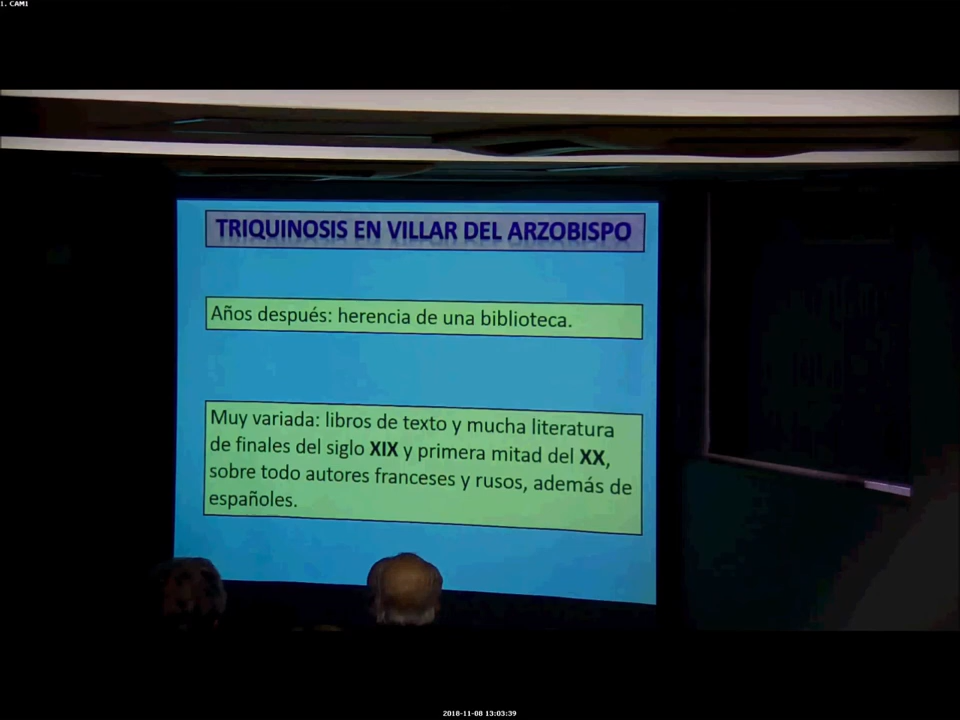 1. CAM1
TRIQUINOSIS EN VILLAR DEL ARZOBISPO
Años después: herencia de una biblioteca.
Muy variada: libros de texto y mucha literatura
de finales del siglo XIX y primera mitad del XX,
sobre todo autores franceses y rusos, además de
españoles.
2018-11-08 13:03:39